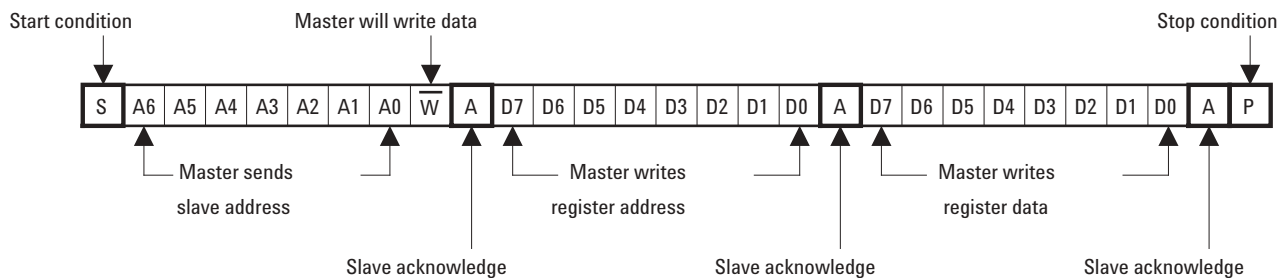 Start condition Master will write data Stop condition
S A6 A5 A4 A3 A2 A1 A0 W̅ A D7 D6 D5 D4 D3 D2 D1 D0 A D7 D6 D5 D4 D3 D2 D1 D0 A P
Master sends
slave address
Master writes
register address
Master writes
register data
Slave acknowledge Slave acknowledge Slave acknowledge